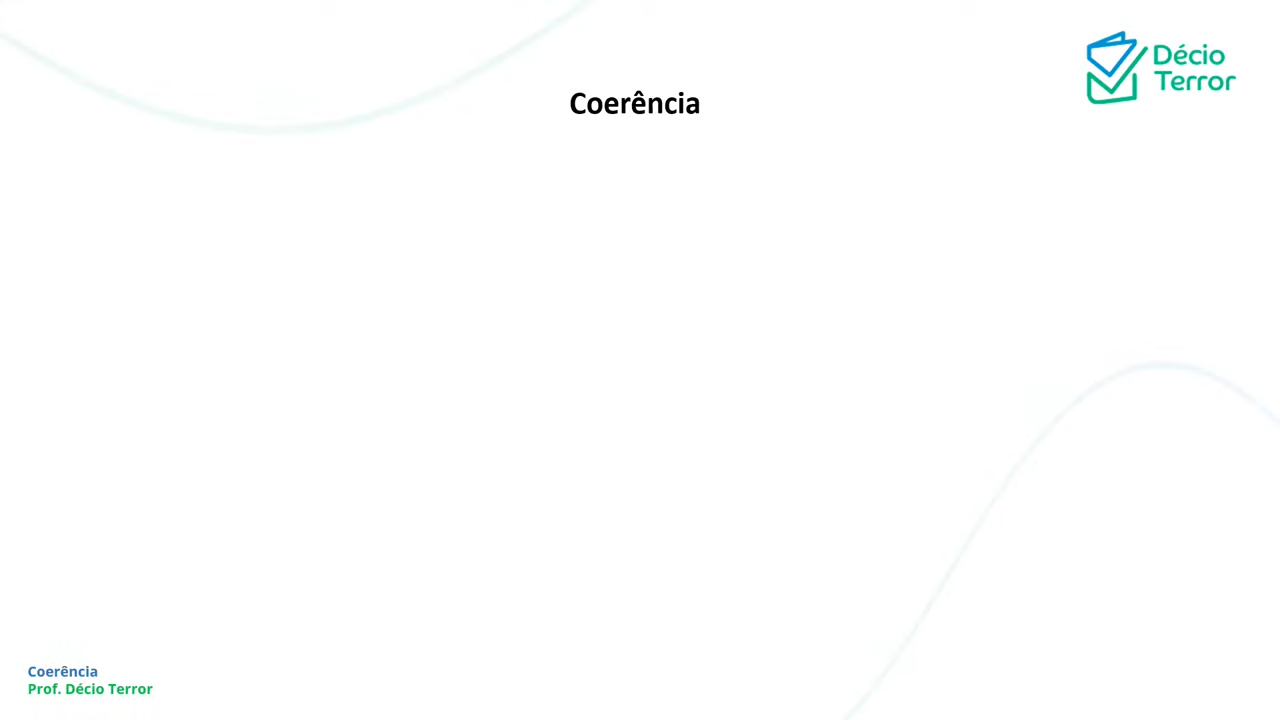 Décio
Terror
Coerência
Coerência
Prof. Décio Terror